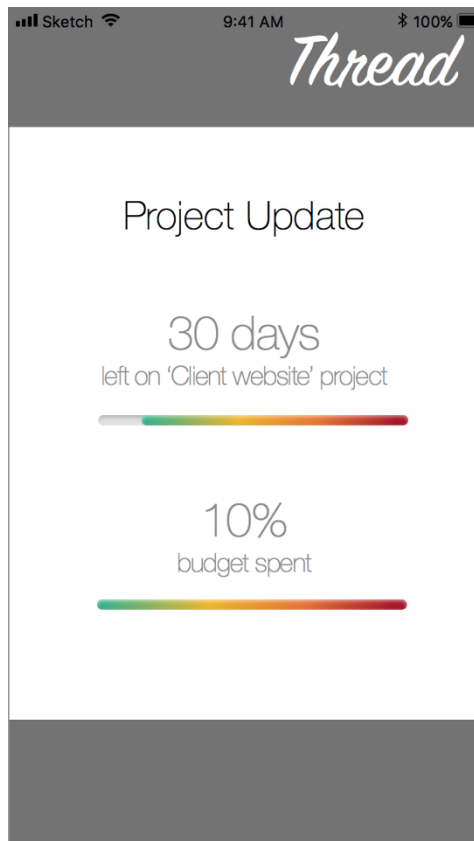 Sketch 9:41 AM 100%
Thread
Project Update
30 days
left on ‘Client website’ project
10%
budget spent